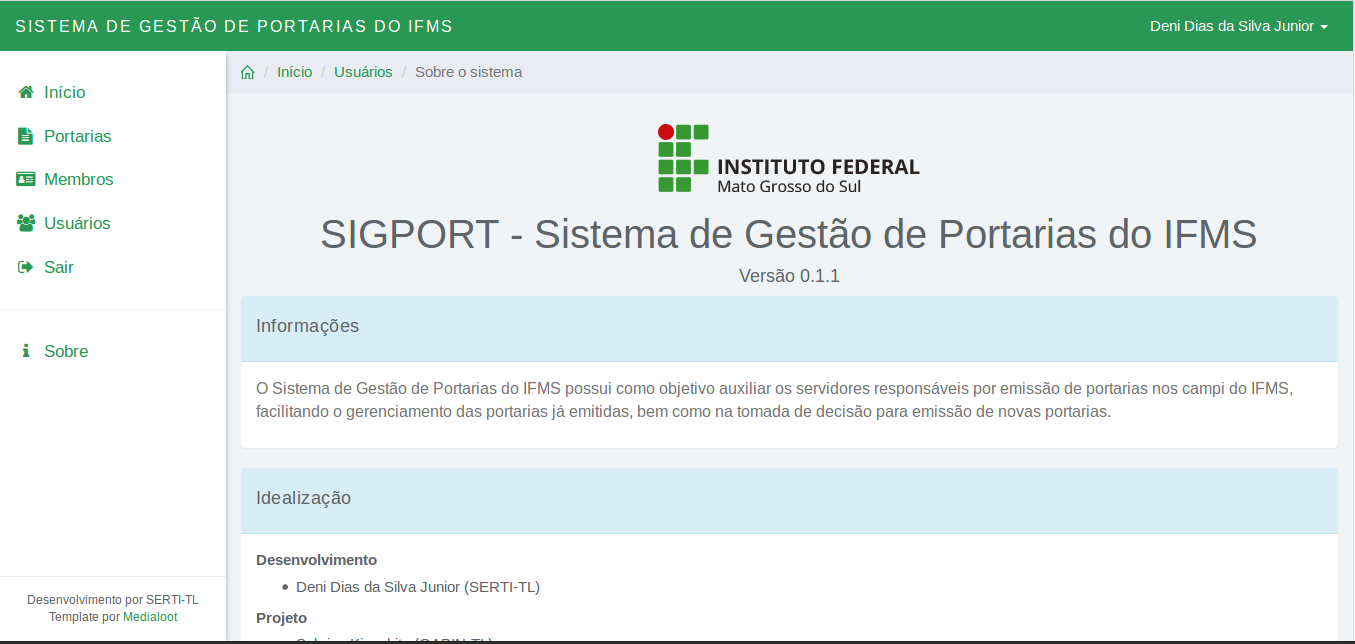 SISTEMA DE GESTÃO DE PORTARIAS DO IFMS
Deni Dias da Silva Junior
Início
Portarias
Membros
Usuários
Sair
Sobre
Desenvolvimento por SERTI-TL
Template por Medialoot
/ Início / Usuários / Sobre o sistema
INSTITUTO FEDERAL
Mato Grosso do Sul
SIGPORT - Sistema de Gestão de Portarias do IFMS
Versão 0.1.1
Informações
O Sistema de Gestão de Portarias do IFMS possui como objetivo auxiliar os servidores responsáveis por emissão de portarias nos campi do IFMS,
facilitando o gerenciamento das portarias já emitidas, bem como na tomada de decisão para emissão de novas portarias.
Idealização
Desenvolvimento
• Deni Dias da Silva Junior (SERTI-TL)
Projeto